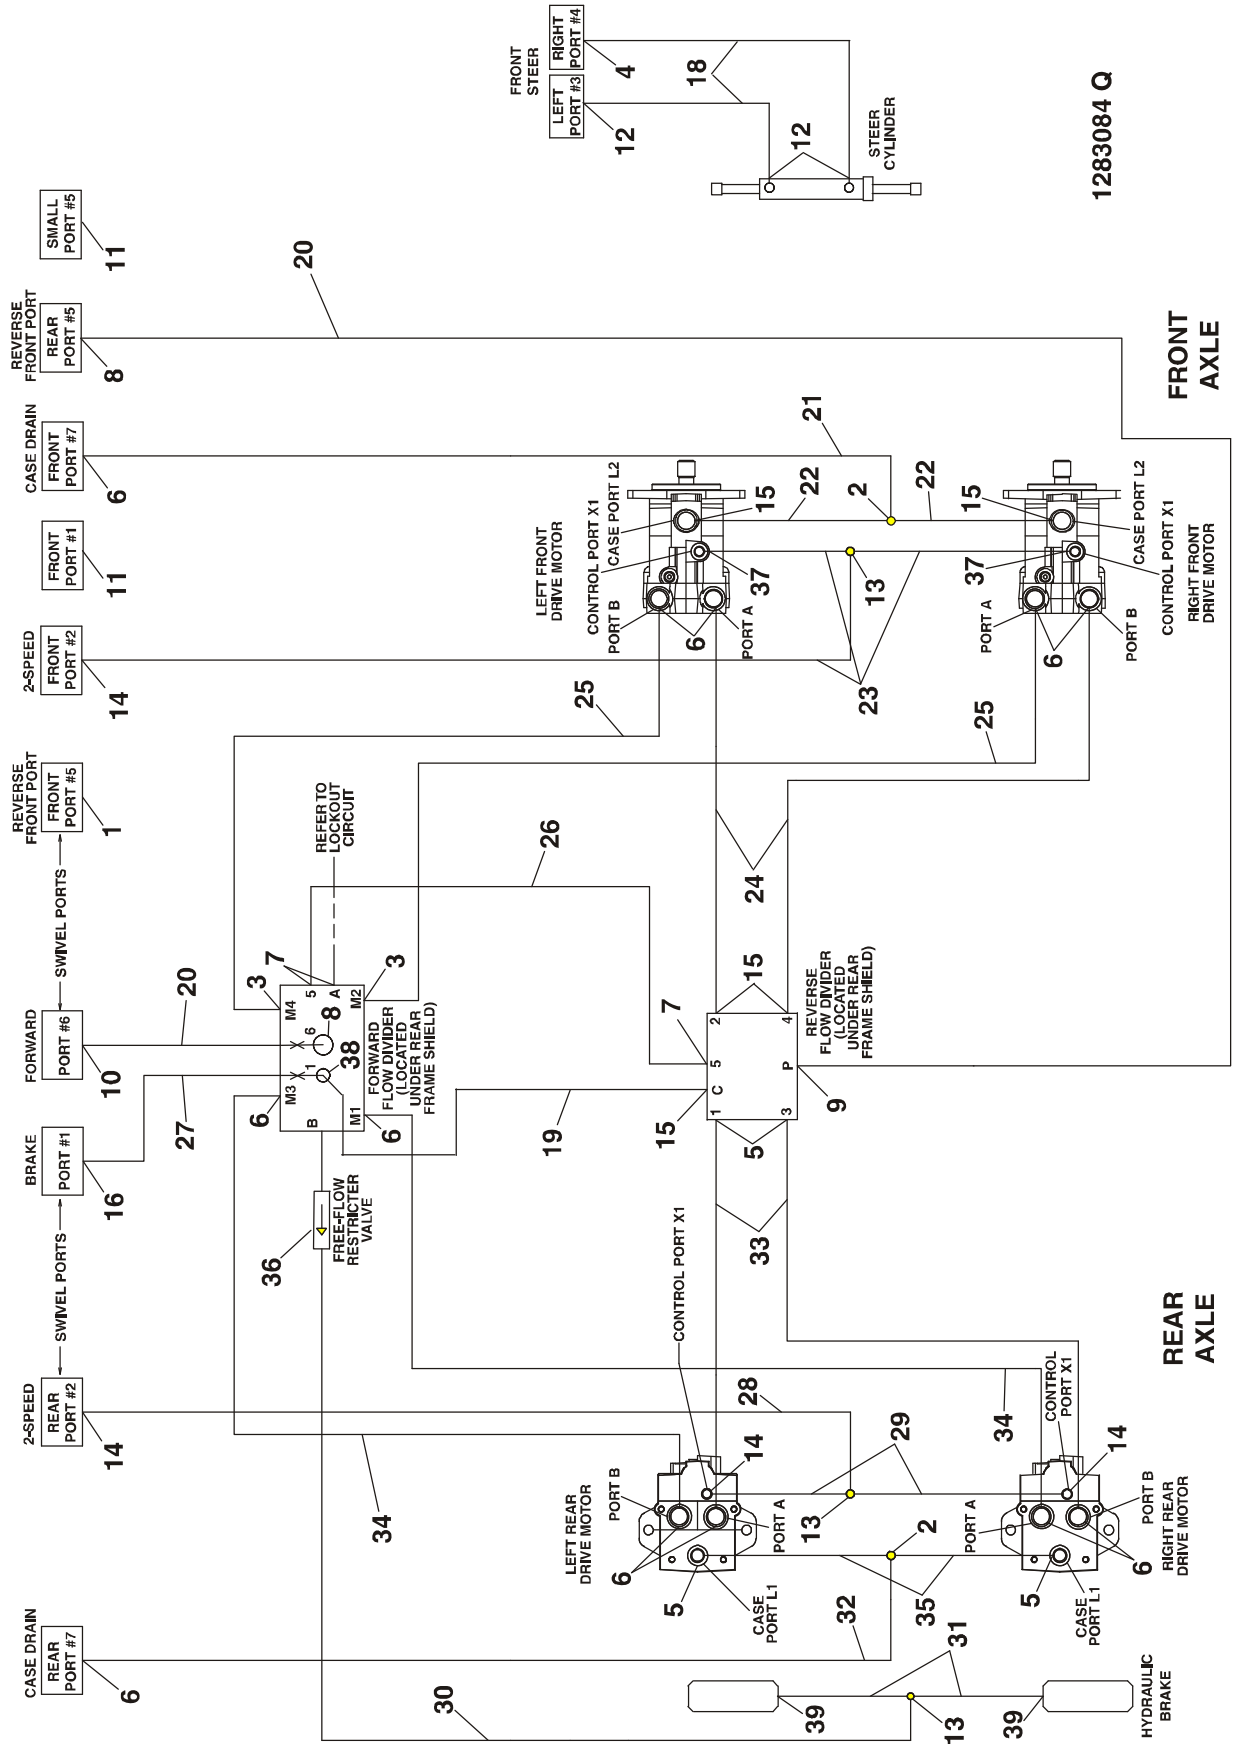 CASE DRAIN
REAR
PORT #7
6
2-SPEED
REAR
PORT #2
14
SWIVEL PORTS
BRAKE
PORT #1
16
FORWARD
PORT #6
10
SWIVEL PORTS
REVERSE
FRONT PORT
FRONT
PORT #5
1
2-SPEED
FRONT
PORT #2
14
FRONT
PORT #1
11
CASE DRAIN
FRONT
PORT #7
6
REVERSE
FRONT PORT
REAR
PORT #5
8
SMALL
PORT #5
11
27
20
20
34
36
FREE-FLOW
RESTRICTER
VALVE
6
M3
1
6
M4
3
B
38
8
5
A
7
M1
M2
6
3
FORWARD
FLOW DIVIDER
(LOCATED
UNDER REAR
FRAME SHIELD)
REFER TO
LOCKOUT
CIRCUIT
30
26
19
25
FRONT
STEER
LEFT
PORT #3
RIGHT
PORT #4
12
4
18
12
STEER
CYLINDER
LEFT REAR
DRIVE MOTOR
PORT B
6
5
CASE
PORT L1
PORT A
14
CONTROL PORT X1
28
33
15
7
C
5
1
2
3
P
4
5
15
9
REVERSE
FLOW DIVIDER
(LOCATED
UNDER REAR
FRAME SHIELD)
24
LEFT FRONT
DRIVE MOTOR
PORT B
CONTROL PORT X1
CASE PORT L2
6
PORT A
37
15
22
21
2
22
13
23
25
39
31
13
39
HYDRAULIC
BRAKE
32
35
2
13
29
34
PORT A
5
CASE
PORT L1
6
RIGHT REAR
DRIVE MOTOR
PORT B
14
CONTROL
PORT X1
PORT A
37
15
6
PORT B
CONTROL PORT X1
CASE PORT L2
RIGHT FRONT
DRIVE MOTOR
REAR
AXLE
FRONT
AXLE
1283084 Q